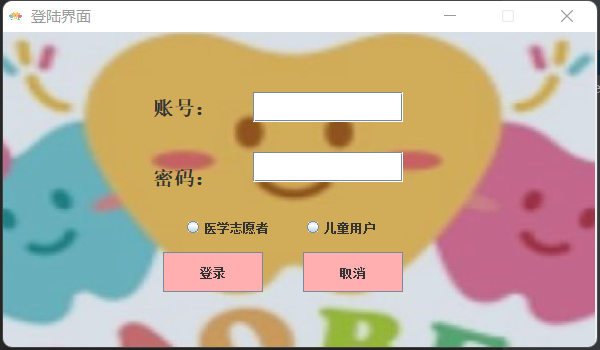 登陆界面
账号：
密码：
医学志愿者 儿童用户
登录 取消